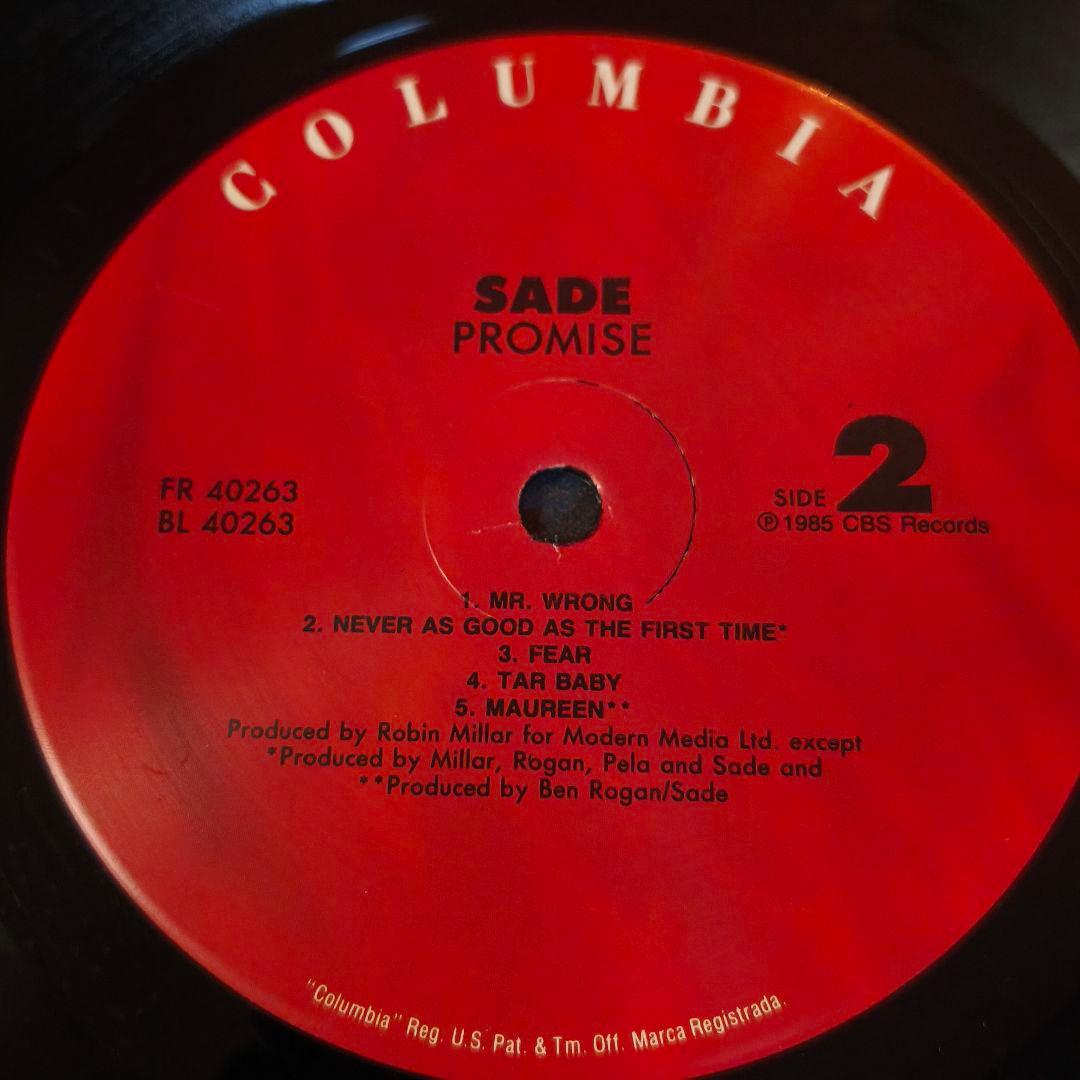 COLUMBIA
SADE
PROMISE
FR 40263
BL 40263
SIDE 2
℗ 1985 CBS Records
1. MR. WRONG
2. NEVER AS GOOD AS THE FIRST TIME*
3. FEAR
4. TAR BABY
5. MAUREEN**
Produced by Robin Millar for Modern Media Ltd. except
*Produced by Millar, Rogan, Pela and Sade and
**Produced by Ben Rogan/Sade
"Columbia" Reg. U.S. Pat. & Tm. Off. Marca Registrada.